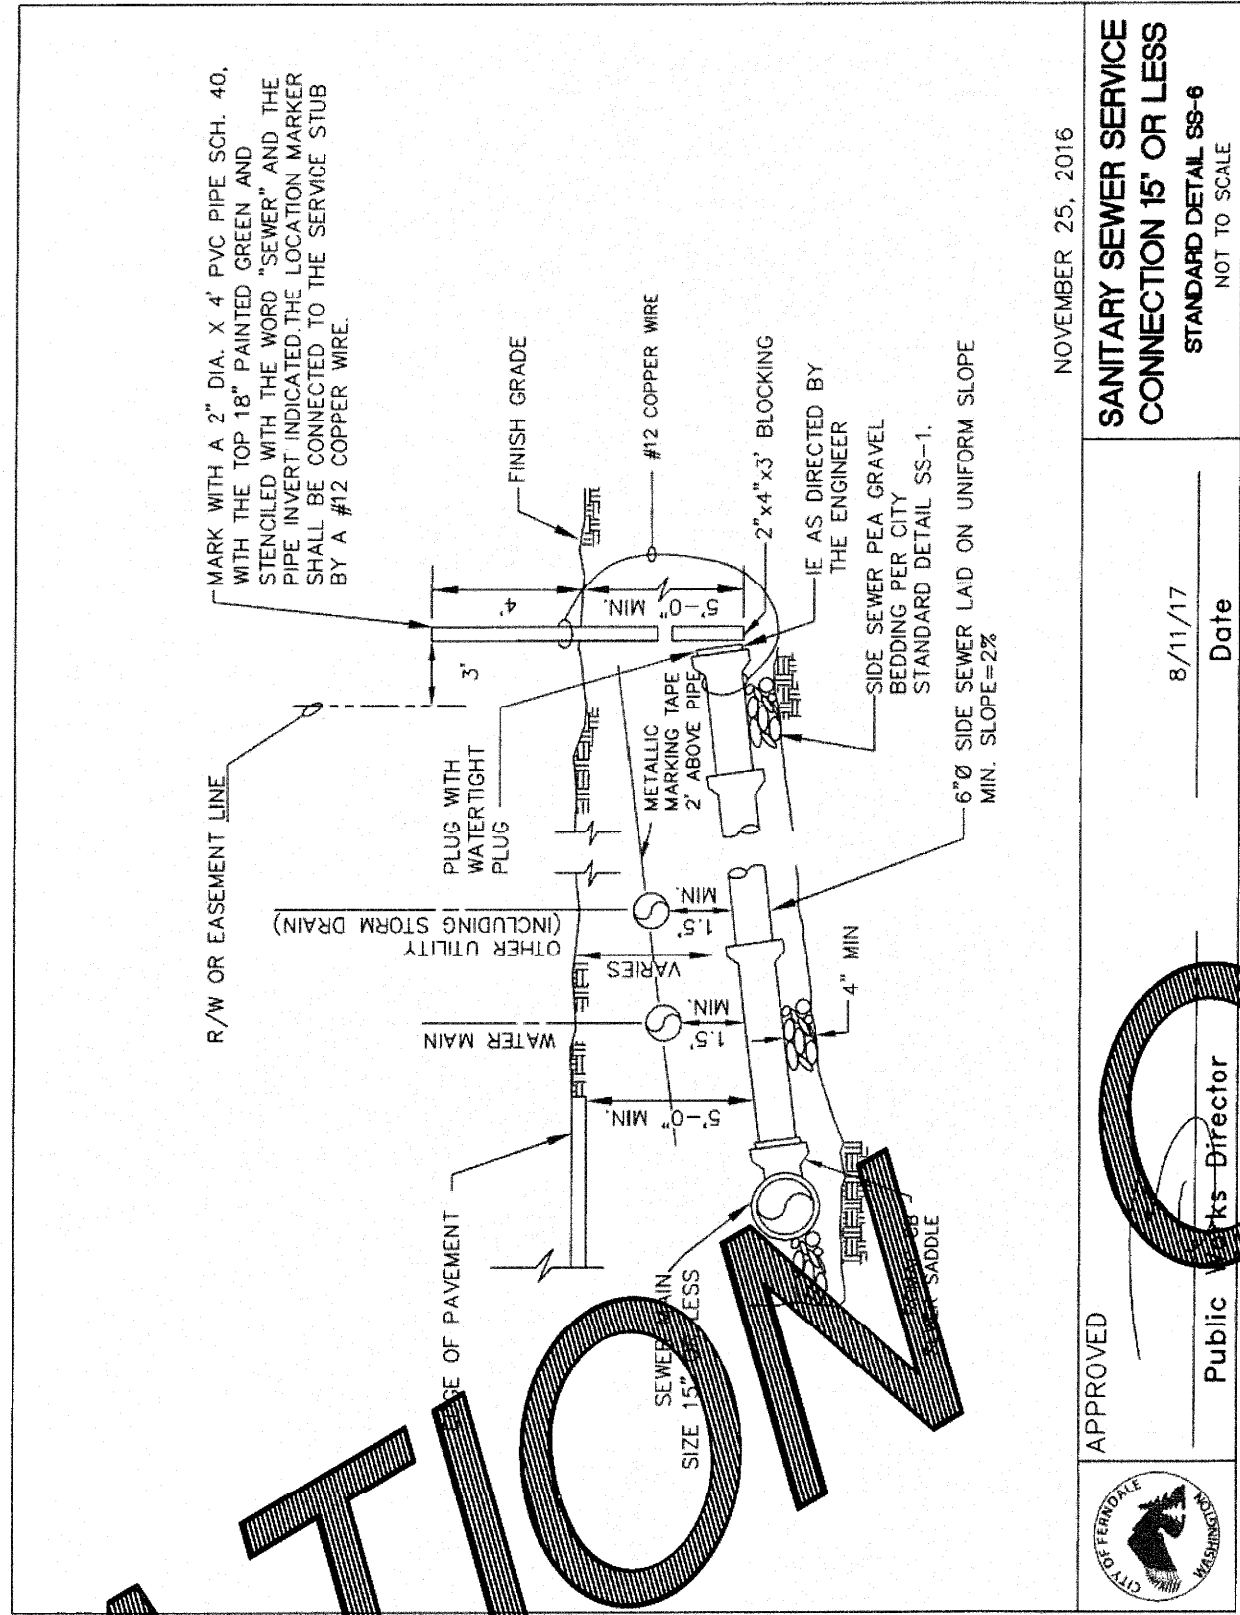 MARK WITH A 2" DIA. X 4' PVC PIPE SCH. 40,
WITH THE TOP 18" PAINTED GREEN AND
STENCILED WITH THE WORD "SEWER" AND THE
PIPE INVERT INDICATED.THE LOCATION MARKER
SHALL BE CONNECTED TO THE SERVICE STUB
BY A #12 COPPER WIRE.
R/W OR EASEMENT LINE
3'
4'
FINISH GRADE
5'-0" MIN.
#12 COPPER WIRE
PLUG WITH
WATERTIGHT
PLUG
METALLIC
MARKING TAPE
2' ABOVE PIPE
2"x4"x3' BLOCKING
IE AS DIRECTED BY
THE ENGINEER
SIDE SEWER PEA GRAVEL
BEDDING PER CITY
STANDARD DETAIL SS-1.
6"Ø SIDE SEWER LAID ON UNIFORM SLOPE
MIN. SLOPE=2%
OTHER UTILITY
(INCLUDING STORM DRAIN)
1.5'
MIN.
VARIES
WATER MAIN
1.5'
MIN.
4" MIN
5'-0" MIN.
OF PAVEMENT
SEWER MAIN
SIZE 15" LESS
SADDLE
ATION
C
NOVEMBER 25, 2016
CITY OF FERNDALE
WASHINGTON
APPROVED
Public Works Director
8/11/17
Date
SANITARY SEWER SERVICE
CONNECTION 15" OR LESS
STANDARD DETAIL SS-6
NOT TO SCALE